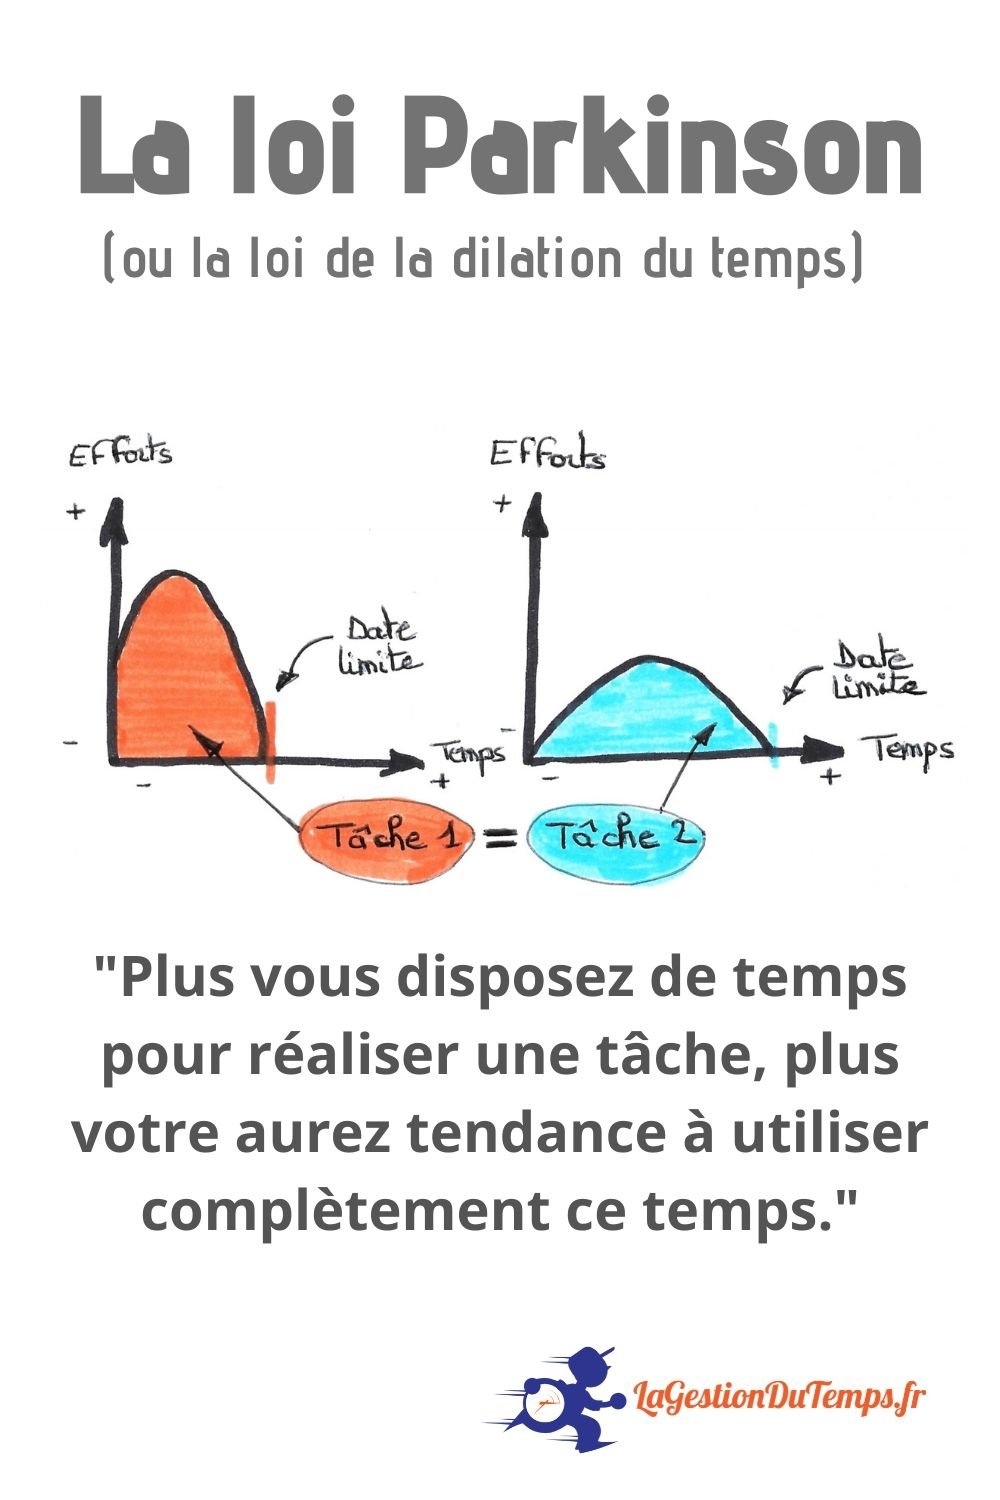 La loi Parkinson
(ou la loi de la dilation du temps)
Efforts
+
Date
limite
-
Temps
-
+
Efforts
+
Date
Limite
-
Temps
-
+
Tâche 1 = Tâche 2
"Plus vous disposez de temps
pour réaliser une tâche, plus
votre aurez tendance à utiliser
complètement ce temps."
LaGestionDuTemps.fr